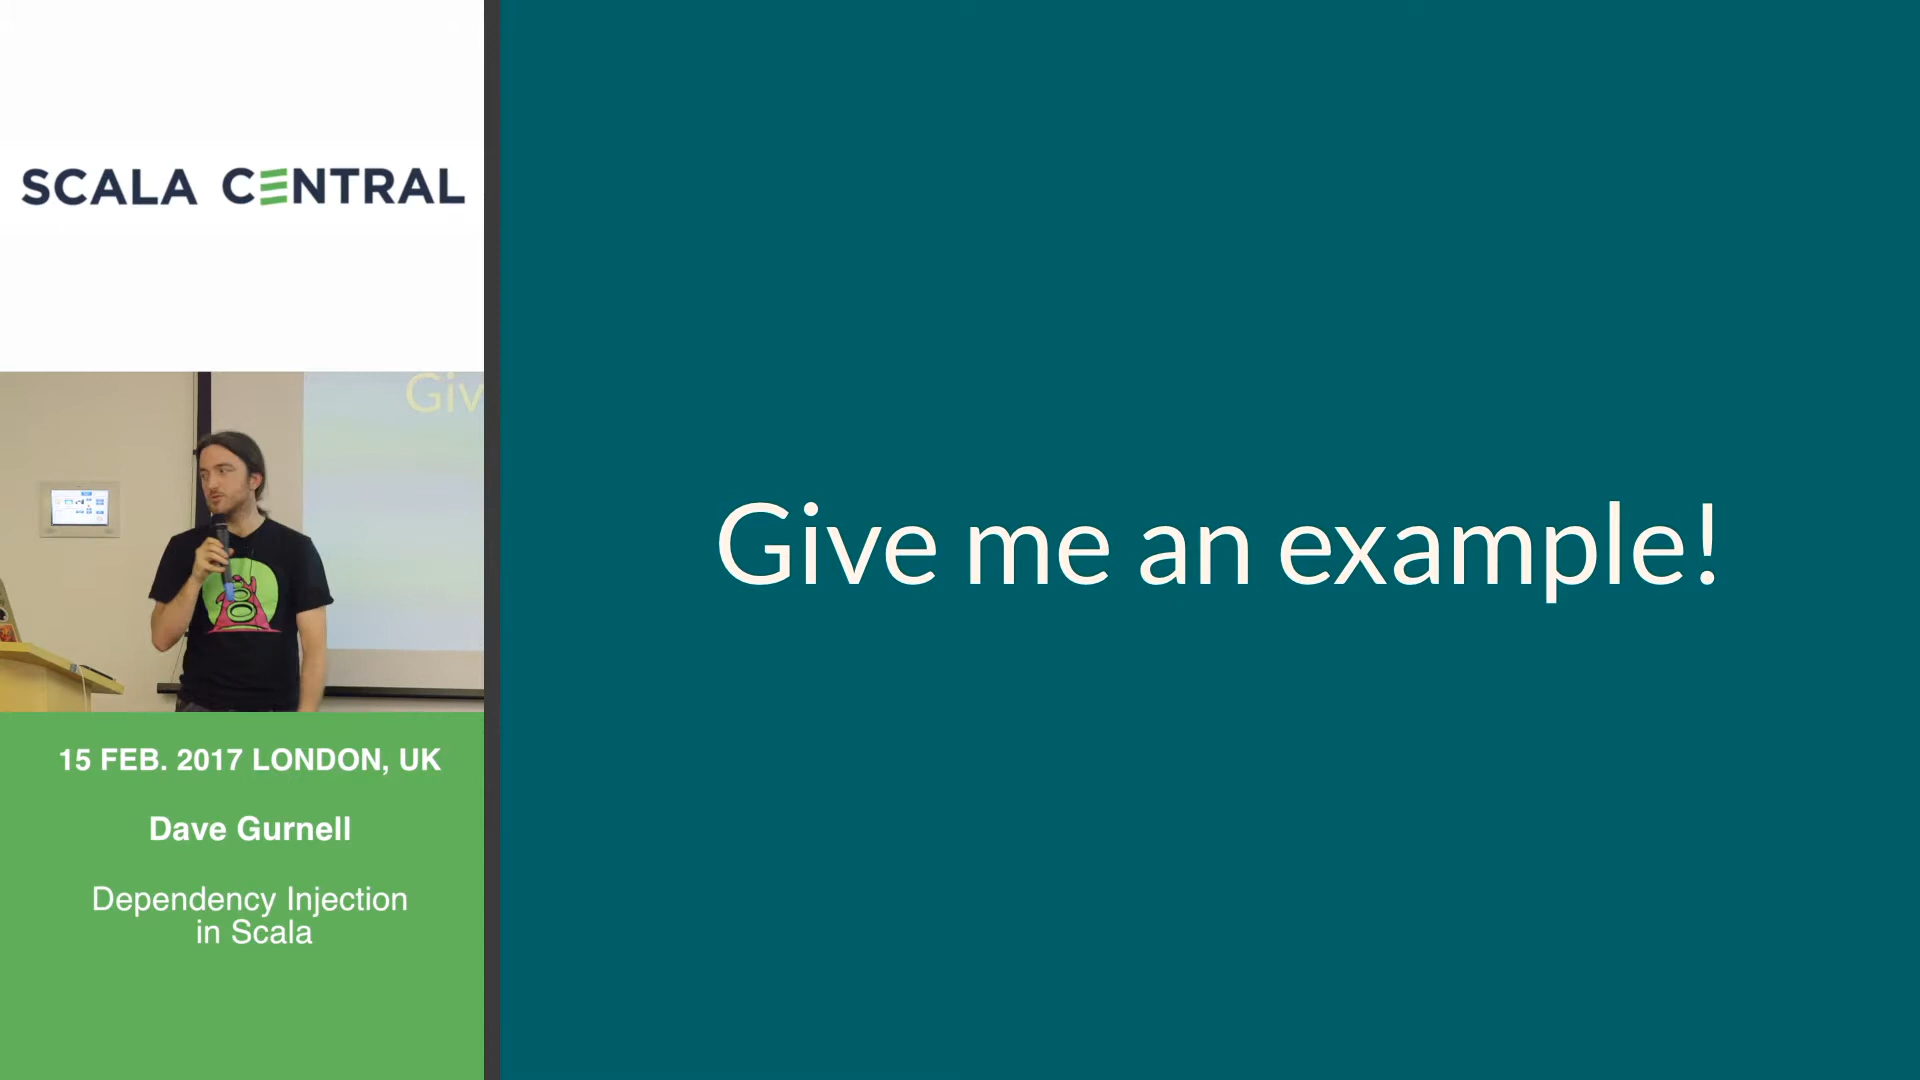 SCALA CENTRAL
Giv
15 FEB. 2017 LONDON, UK
Dave Gurnell
Dependency Injection
in Scala
Give me an example!